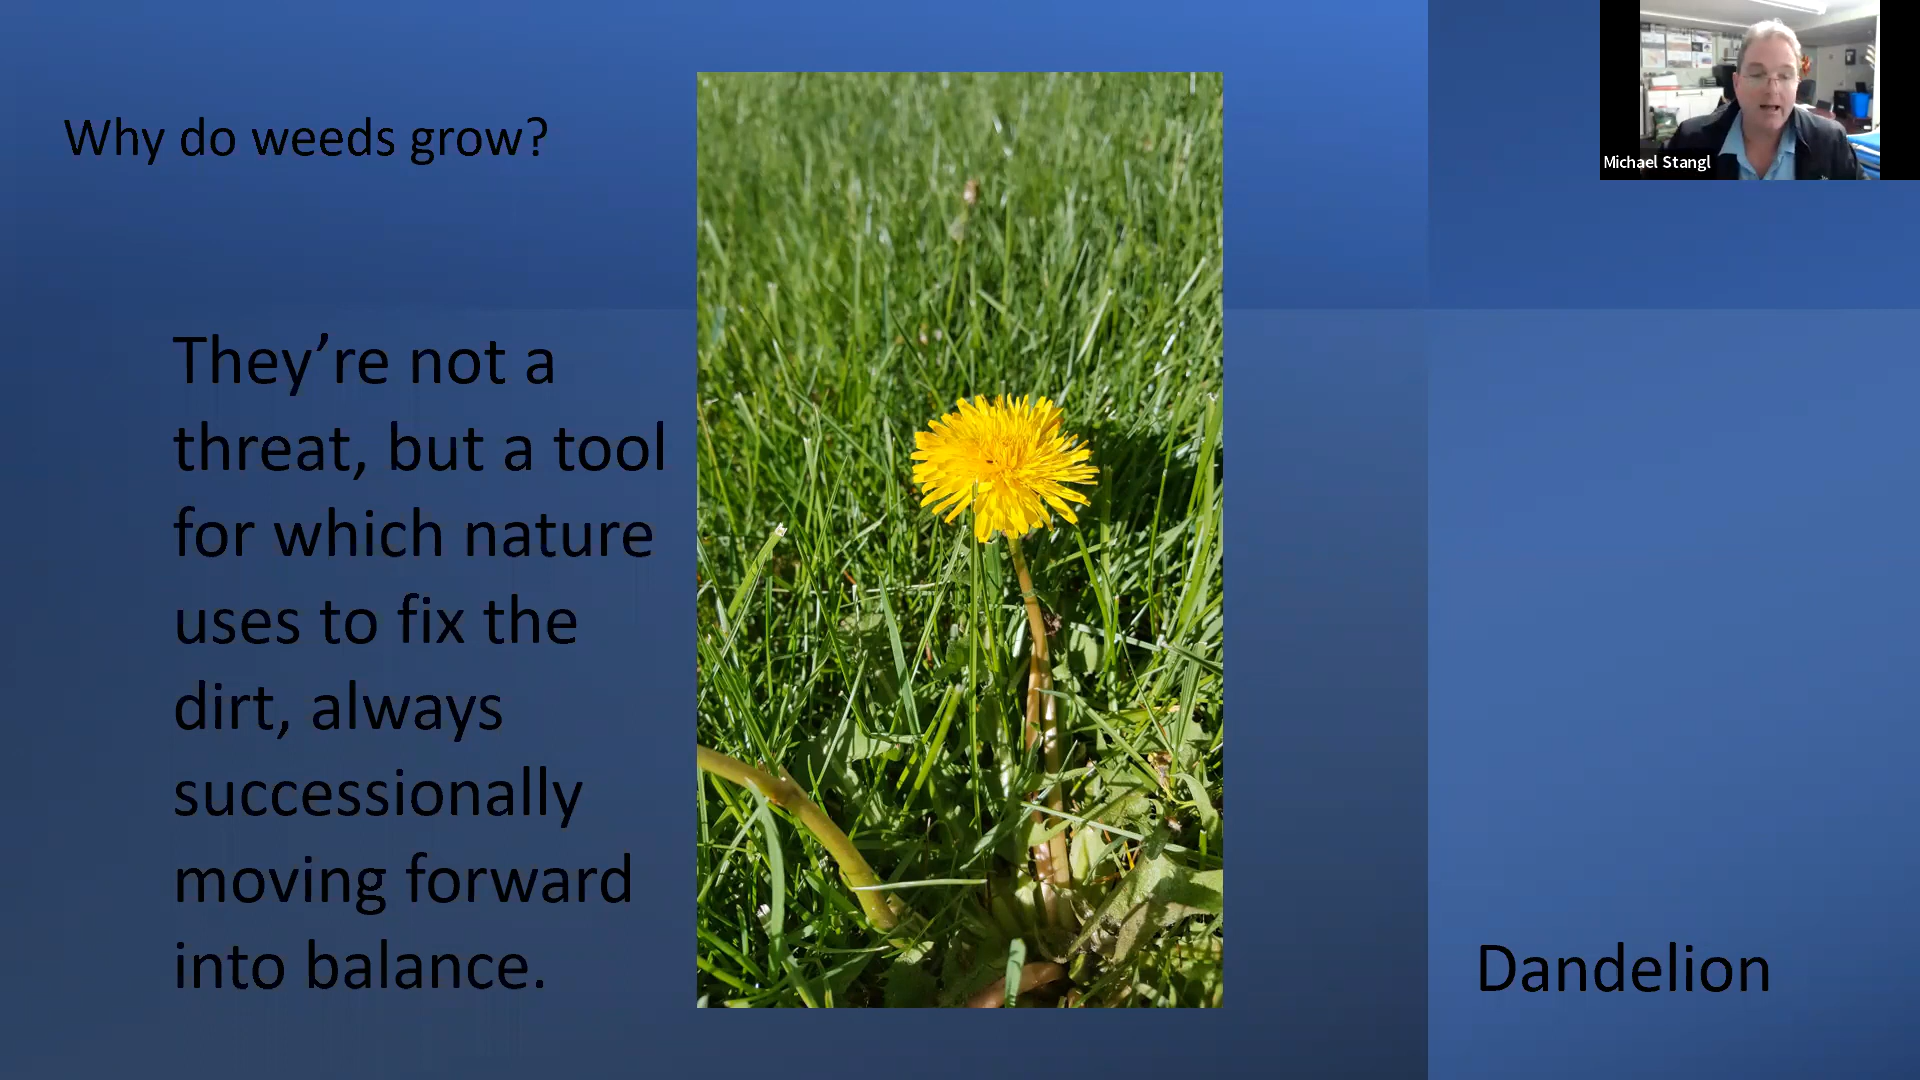 Why do weeds grow?
They’re not a
threat, but a tool
for which nature
uses to fix the
dirt, always
successionally
moving forward
into balance.
Dandelion
Michael Stangl